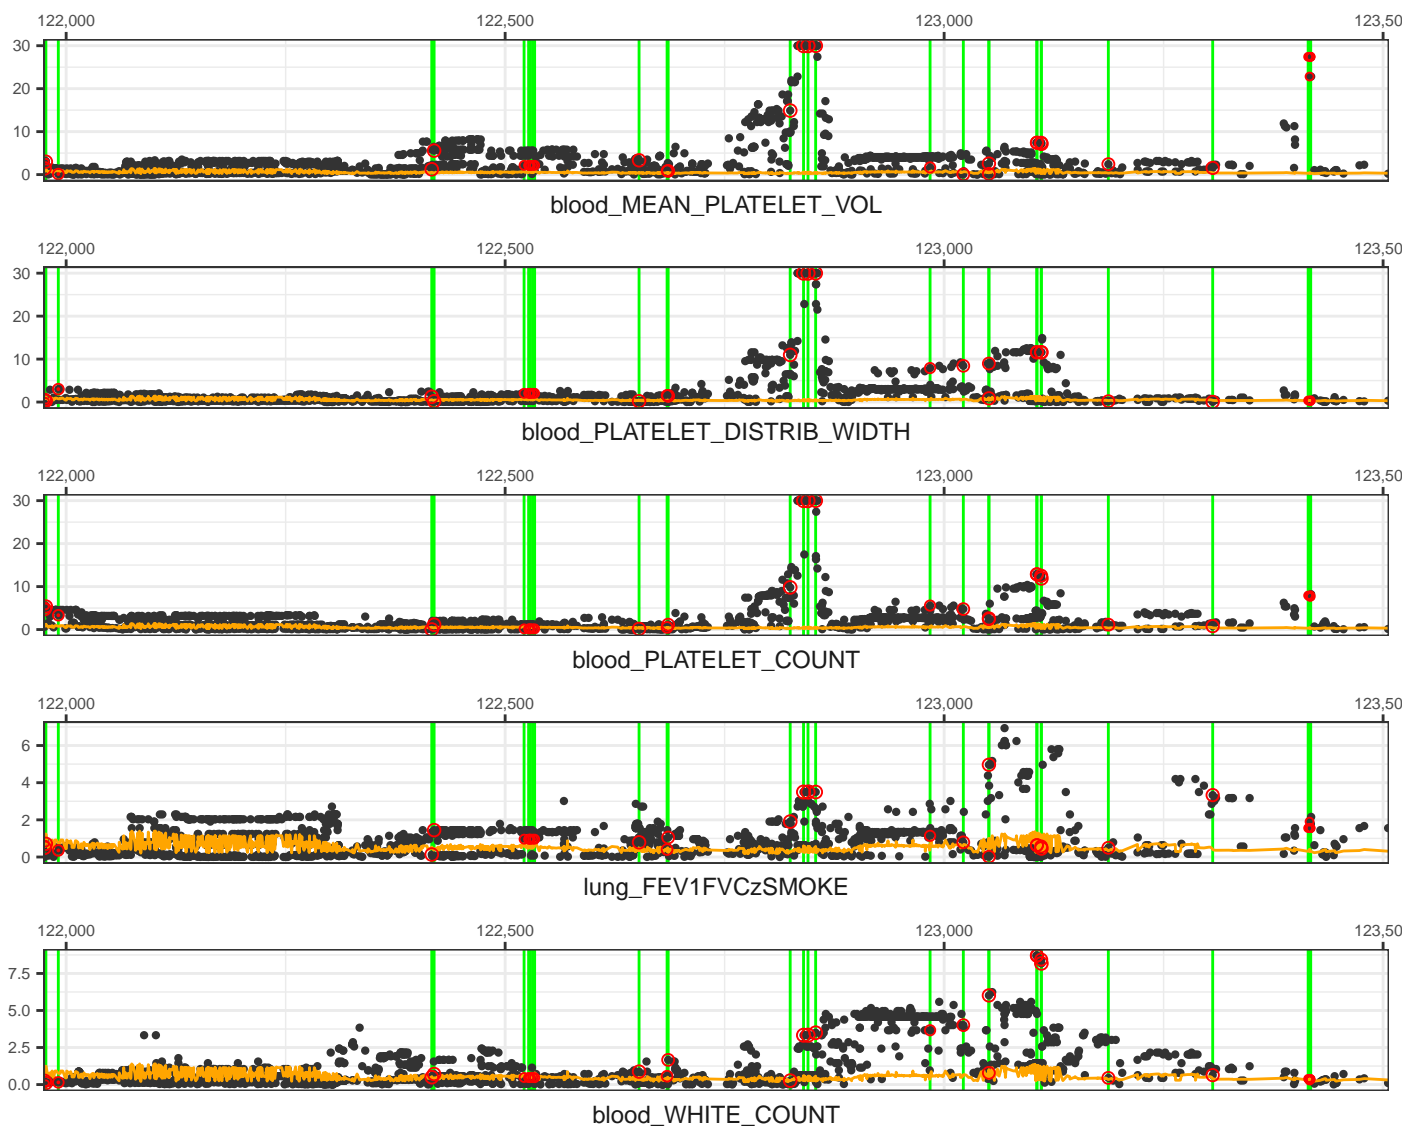 122,000 122,500 123,000 123,50
30
20
10
0
blood_MEAN_PLATELET_VOL
122,000 122,500 123,000 123,50
30
20
10
0
blood_PLATELET_DISTRIB_WIDTH
122,000 122,500 123,000 123,50
30
20
10
0
blood_PLATELET_COUNT
122,000 122,500 123,000 123,50
6
4
2
0
lung_FEV1FVCzSMOKE
122,000 122,500 123,000 123,50
7.5
5.0
2.5
0.0
blood_WHITE_COUNT